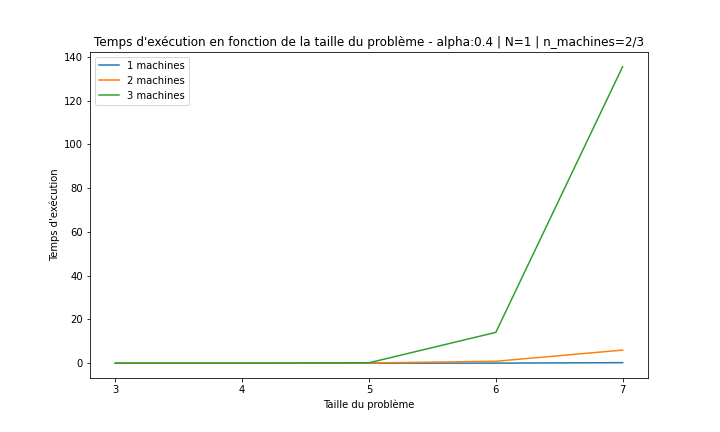 Temps d'exécution en fonction de la taille du problème - alpha:0.4 | N=1 | n_machines=2/3
1 machines
2 machines
3 machines
Temps d'exécution
140
120
100
80
60
40
20
0
3
4
5
6
7
Taille du problème